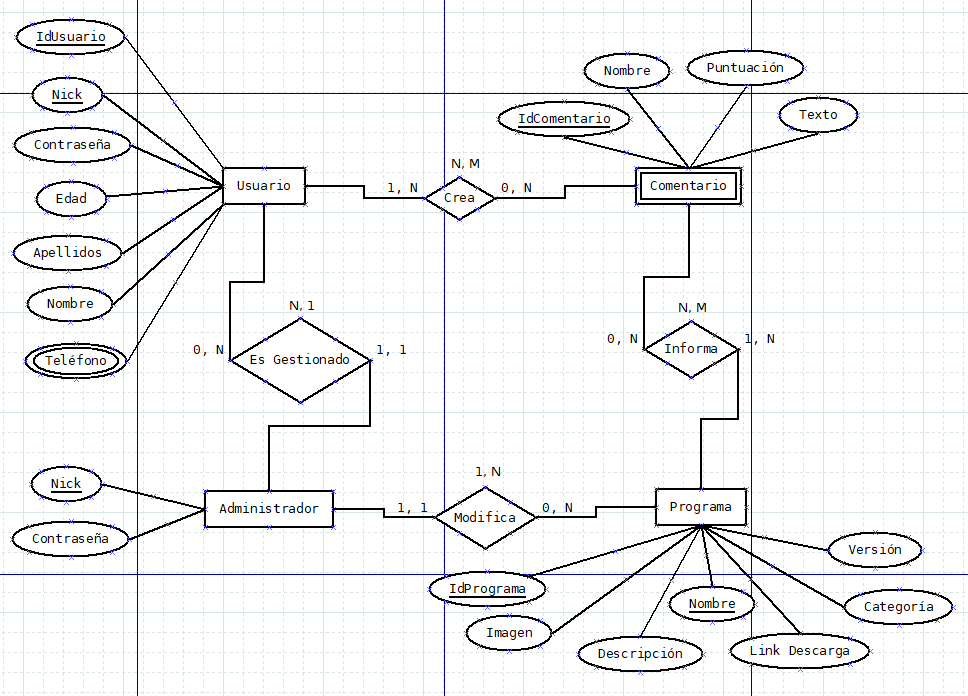 IdUsuario
Nick
Contraseña
Edad
Apellidos
Nombre
Teléfono
Usuario
1, N
N, M
Crea
0, N
Nombre
Puntuación
IdComentario
Texto
Comentario
N, 1
0, N
Es Gestionado
1, 1
N, M
0, N
Informa
1, N
Nick
Contraseña
Administrador
1, 1
1, N
Modifica
0, N
Programa
IdPrograma
Imagen
Descripción
Nombre
Link Descarga
Categoría
Versión